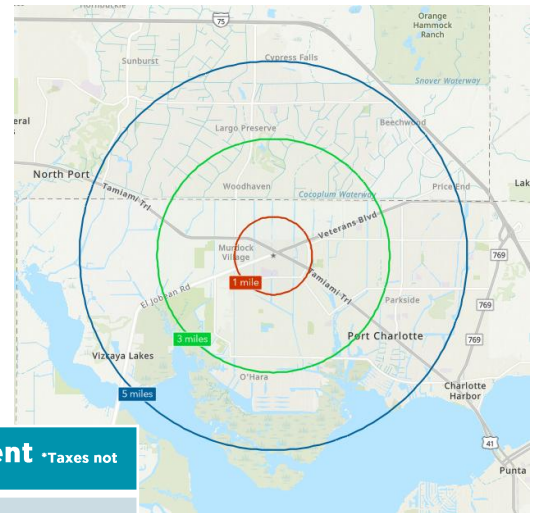 Hornbuckle
75
Orange
Hammock
Ranch
Sunburst
Cypress Falls
Snover Waterway
eral
Largo Preserve
Beechwood
North Port
Woodhaven
Cocoplum Waterway
Price End
Lak
Tamiami Trl
Veterans Blvd
Murdock
Village
769
1 mile
Tamiami Trl
El Jobean Rd
Parkside
769
3 miles
Port Charlotte
769
Vizcaya Lakes
O'Hara
5 miles
Charlotte
Harbor
ent *Taxes not
41
Punta